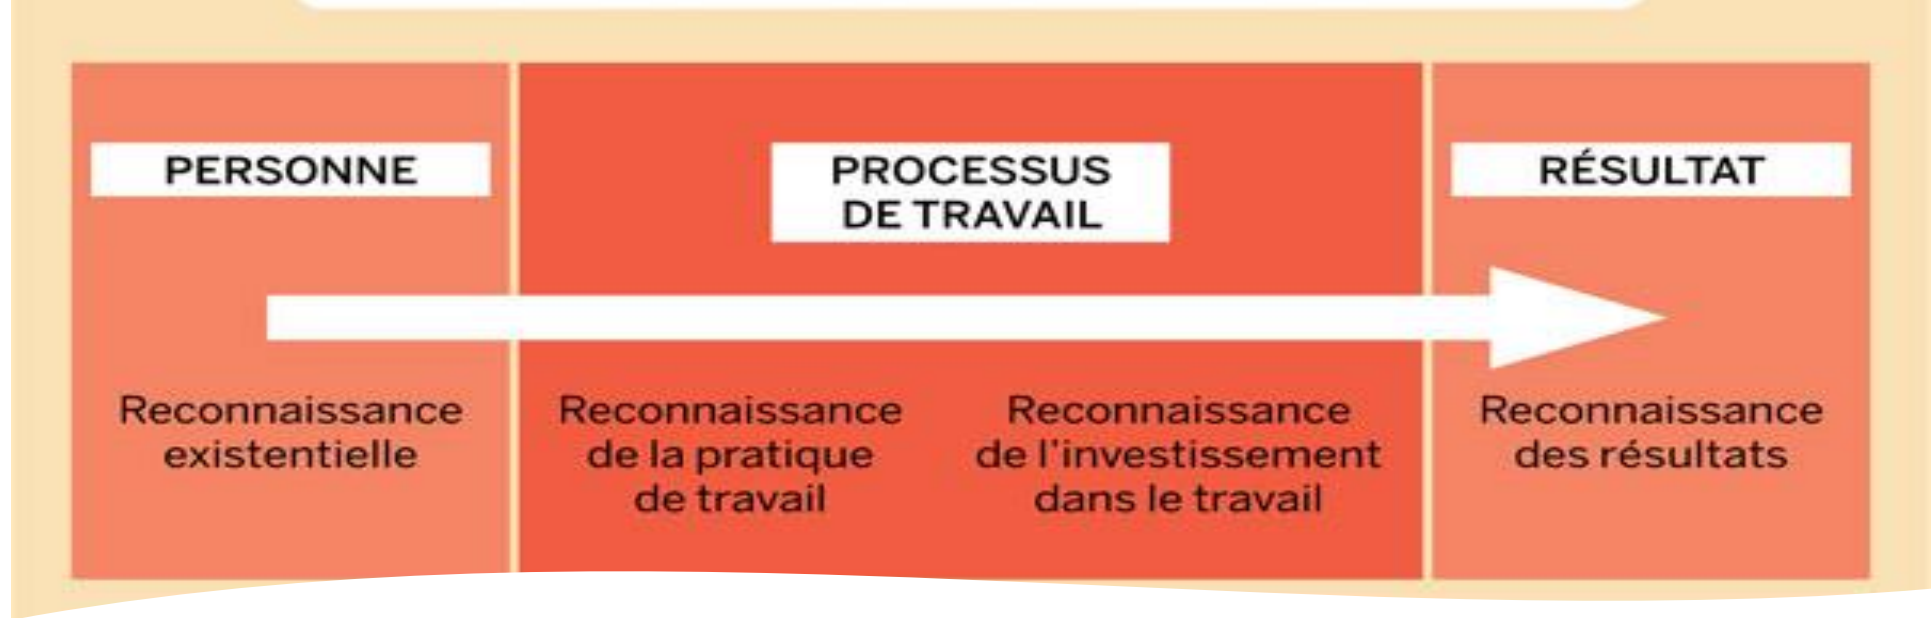 PERSONNE
Reconnaissance
existentielle
PROCESSUS
DE TRAVAIL
Reconnaissance
de la pratique
de travail
Reconnaissance
de l'investissement
dans le travail
RÉSULTAT
Reconnaissance
des résultats